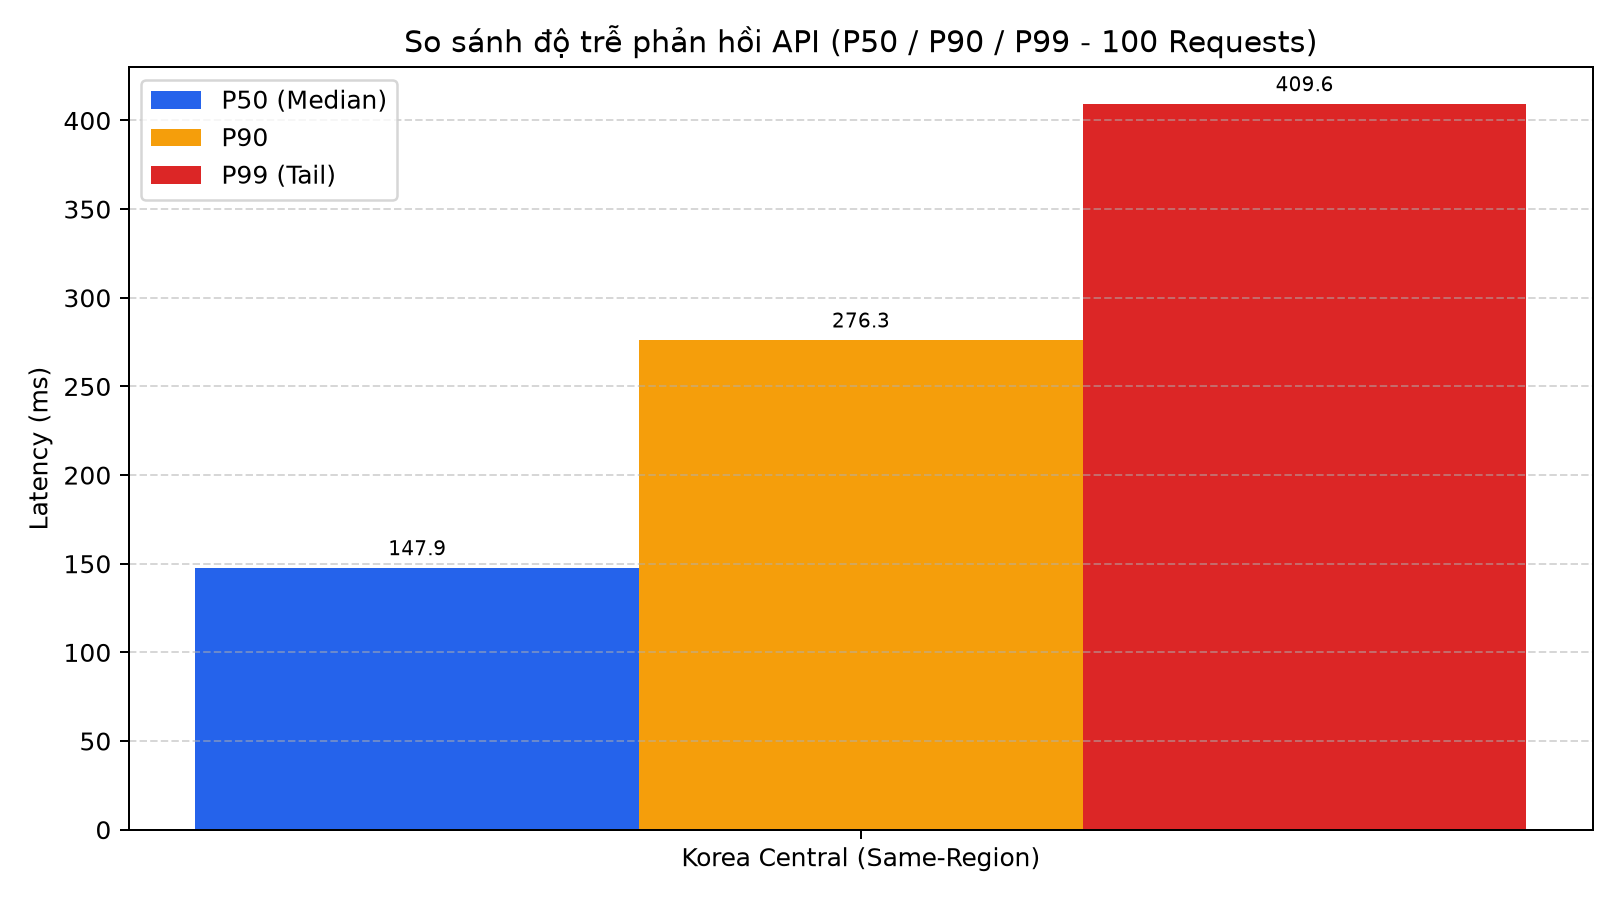 So sánh độ trễ phản hồi API (P50 / P90 / P99 - 100 Requests)
P50 (Median)
P90
P99 (Tail)
409.6
276.3
147.9
Latency (ms)
400
350
300
250
200
150
100
50
0
Korea Central (Same-Region)